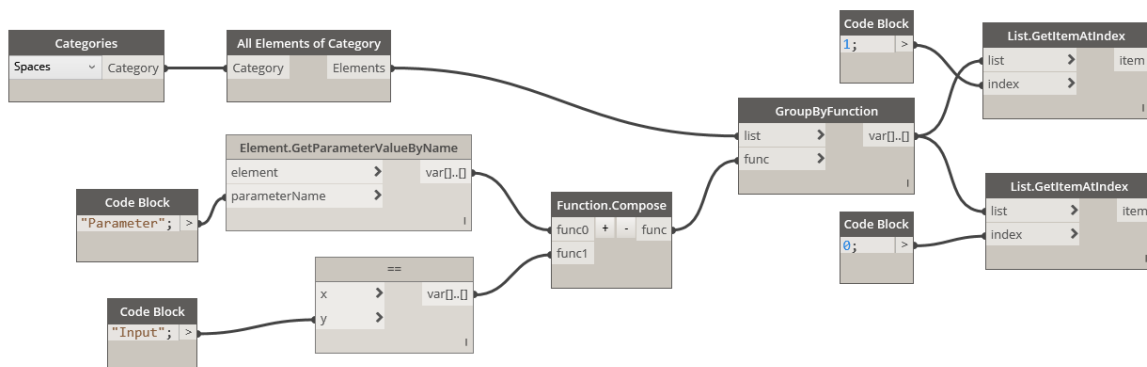 Categories
Spaces
Category
All Elements of Category
Category
Elements
Element.GetParameterValueByName
element >
parameterName >
var[]..[]
Code Block
"Parameter"; >
==
x >
y >
var[]..[]
Code Block
"Input"; >
Function.Compose
func0 + - func
func1
GroupByFunction
list >
func >
var[]..[]
Code Block
1; >
List.GetItemAtIndex
list > item
index >
Code Block
0; >
List.GetItemAtIndex
list > item
index >